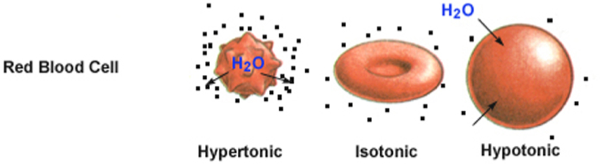 H₂O
H₂O
Red Blood Cell
Hypertonic
Isotonic
Hypotonic